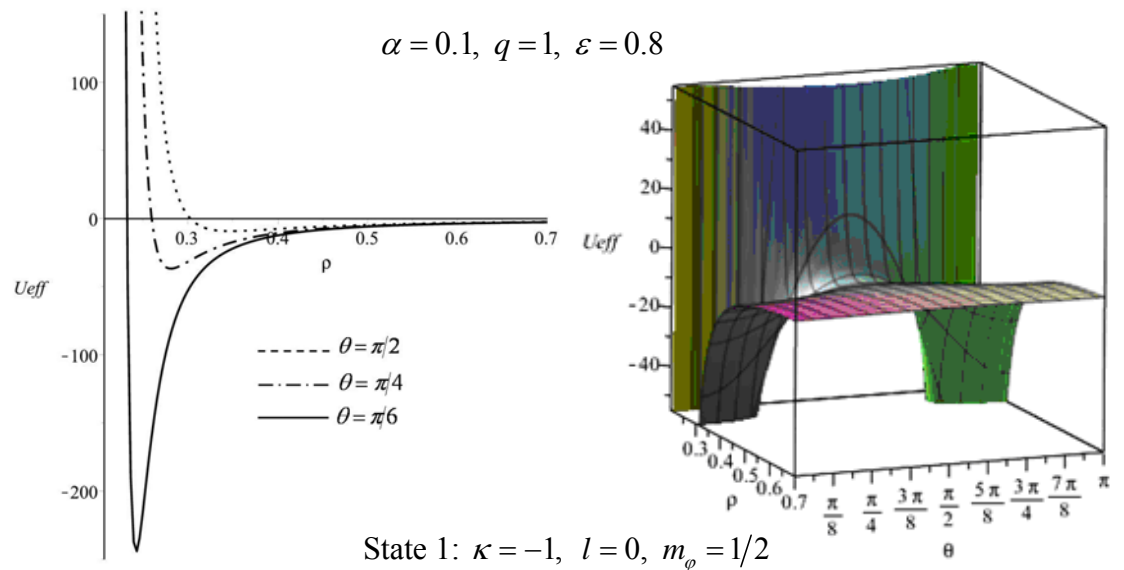 α = 0.1, q = 1, ε = 0.8
100
0
-100
-200
Ueff
0.3
0.4
0.5
0.6
0.7
ρ
θ = π/2
θ = π/4
θ = π/6
40
20
0
-20
-40
Ueff
0.3
0.4
0.5
0.6
0.7
ρ
π/8
π/4
3π/8
π/2
5π/8
3π/4
7π/8
π
θ
State 1: κ = −1, l = 0, m_φ = 1/2